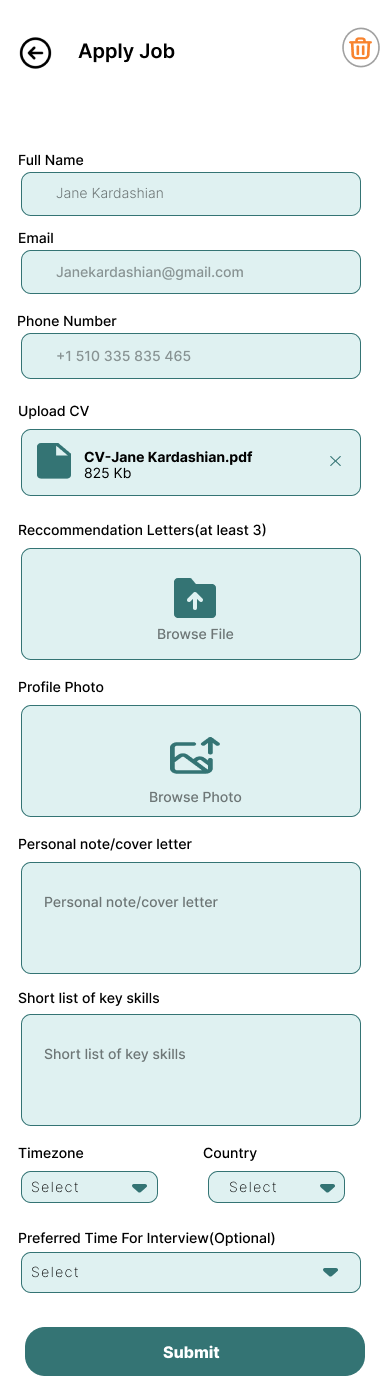 Apply Job
Full Name
Jane Kardashian
Email
Janekardashian@gmail.com
Phone Number
+1 510 335 835 465
Upload CV
CV-Jane Kardashian.pdf
825 Kb
Reccommendation Letters(at least 3)
Browse File
Profile Photo
Browse Photo
Personal note/cover letter
Personal note/cover letter
Short list of key skills
Short list of key skills
Timezone Country
Select Select
Preferred Time For Interview(Optional)
Select
Submit